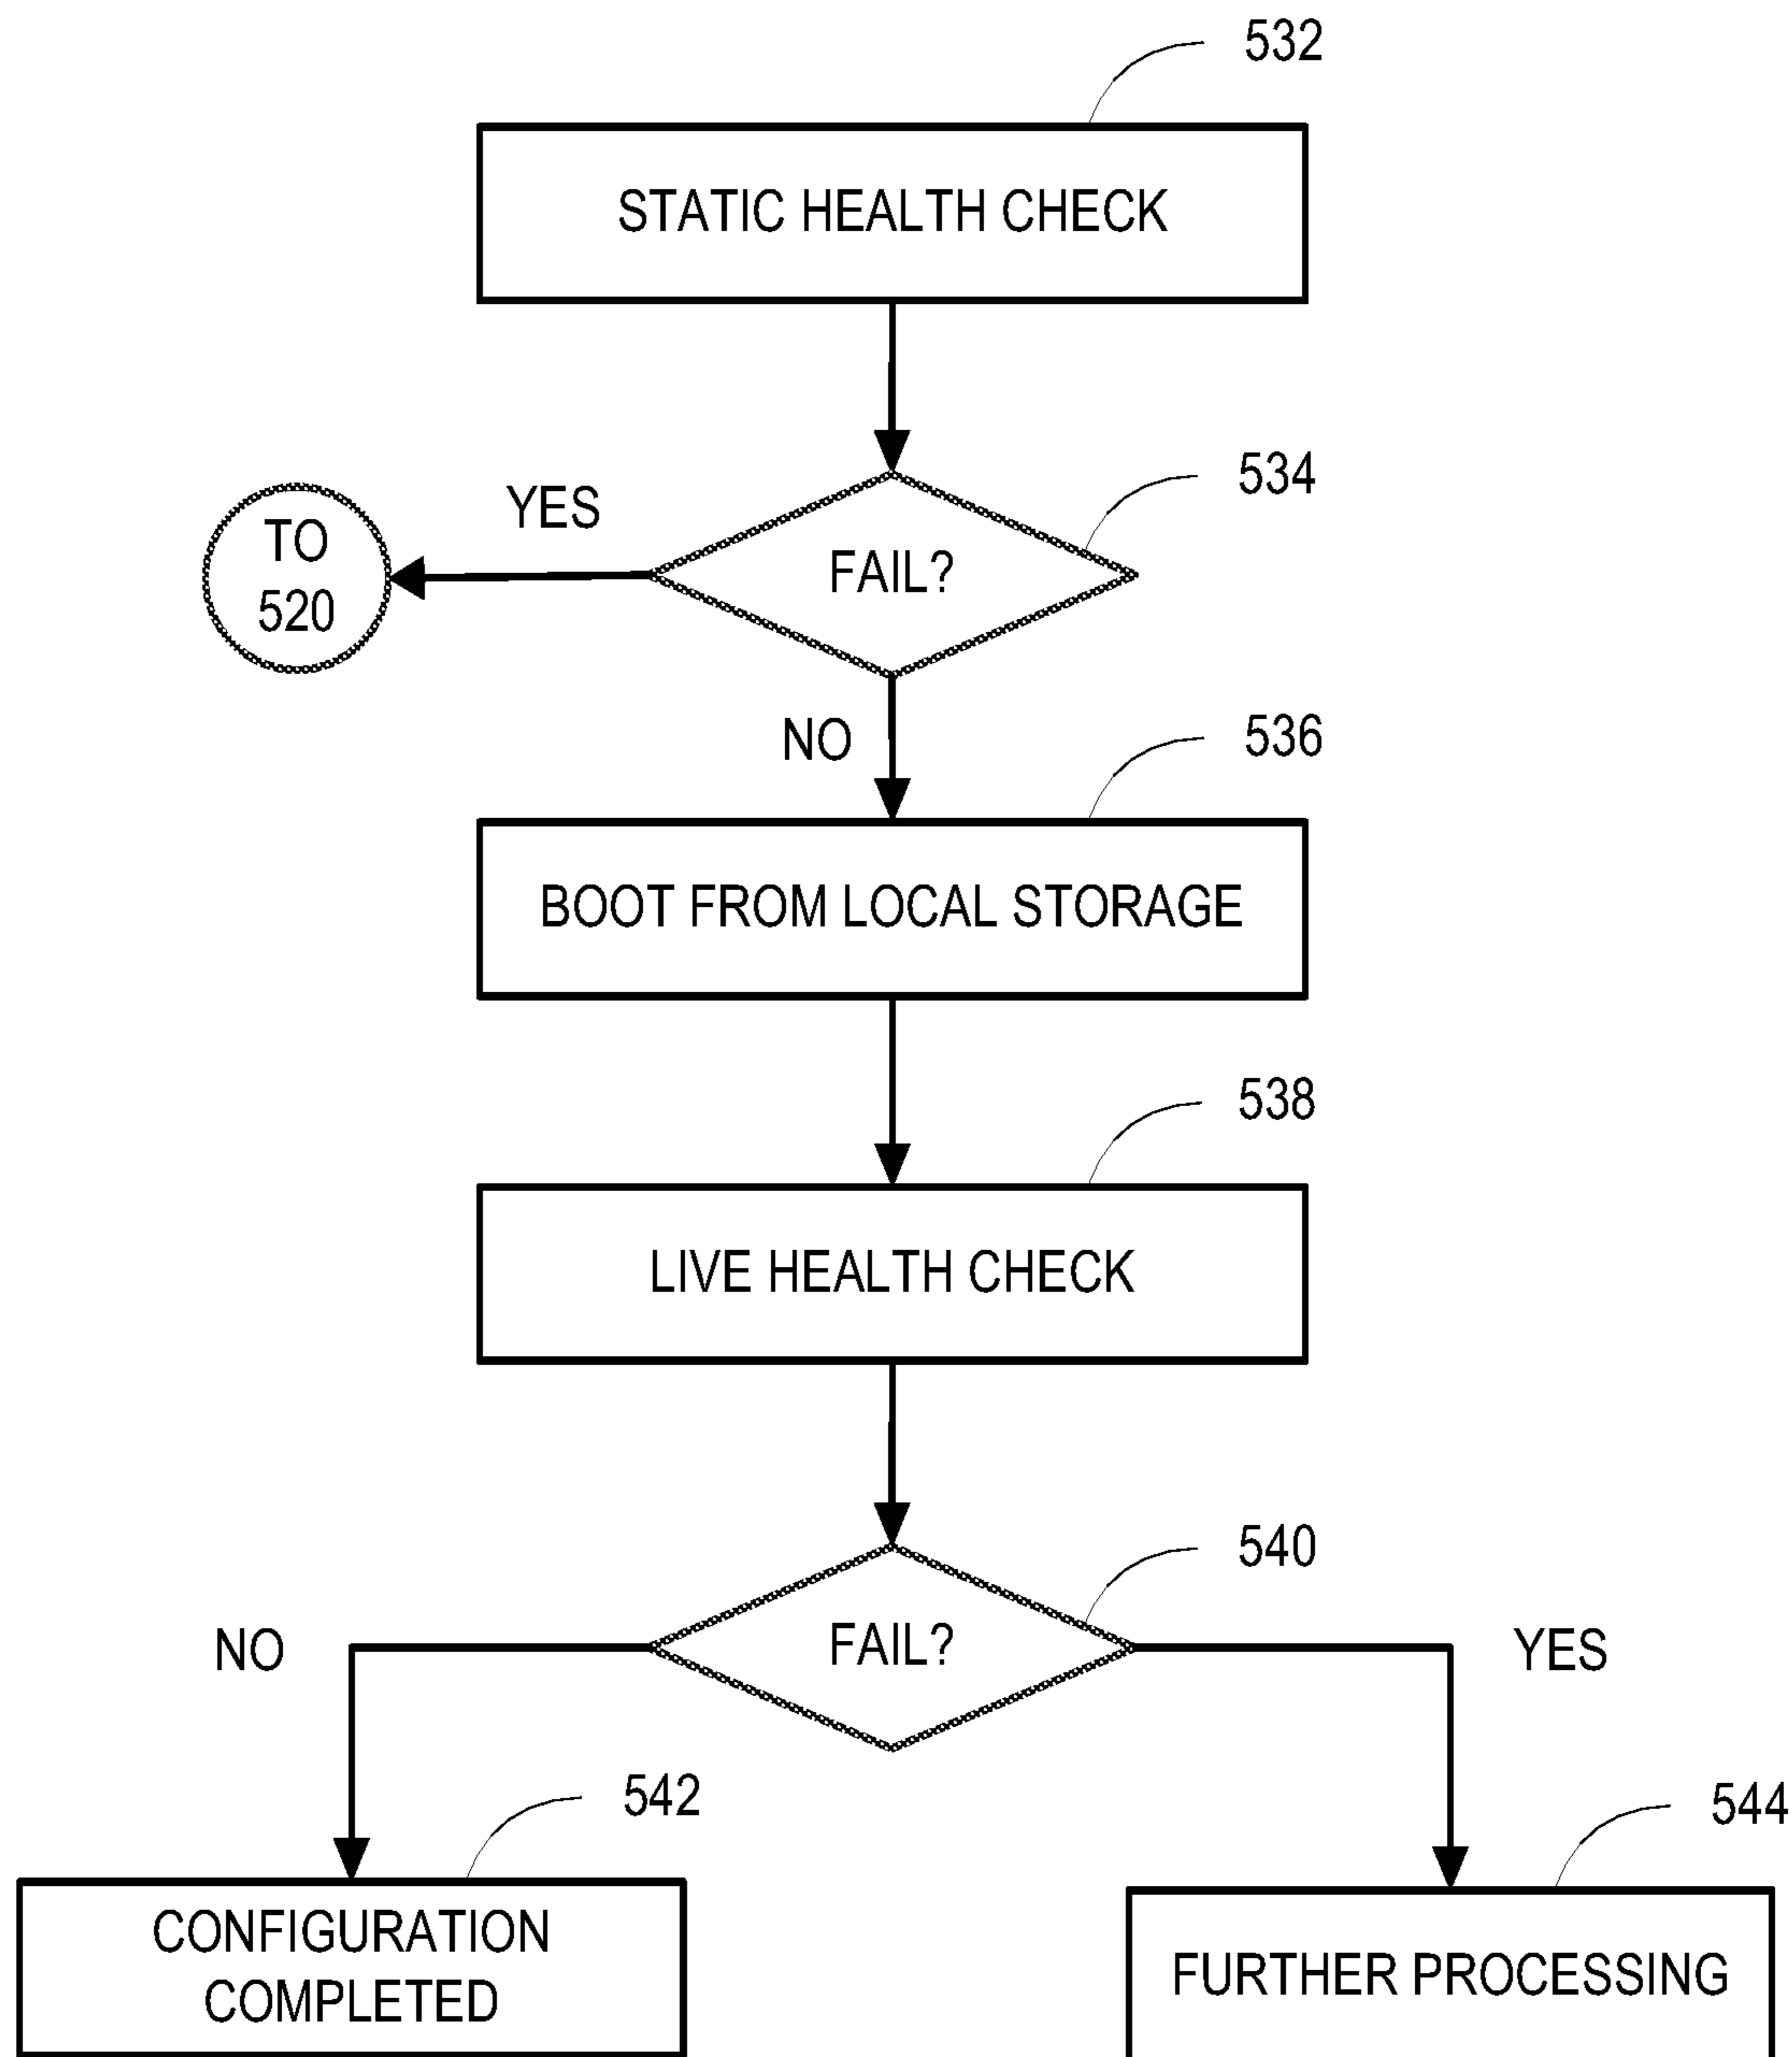 532
STATIC HEALTH CHECK
534
YES
TO
520
FAIL?
NO
536
BOOT FROM LOCAL STORAGE
538
LIVE HEALTH CHECK
540
NO
FAIL?
YES
542
544
CONFIGURATION
COMPLETED
FURTHER PROCESSING